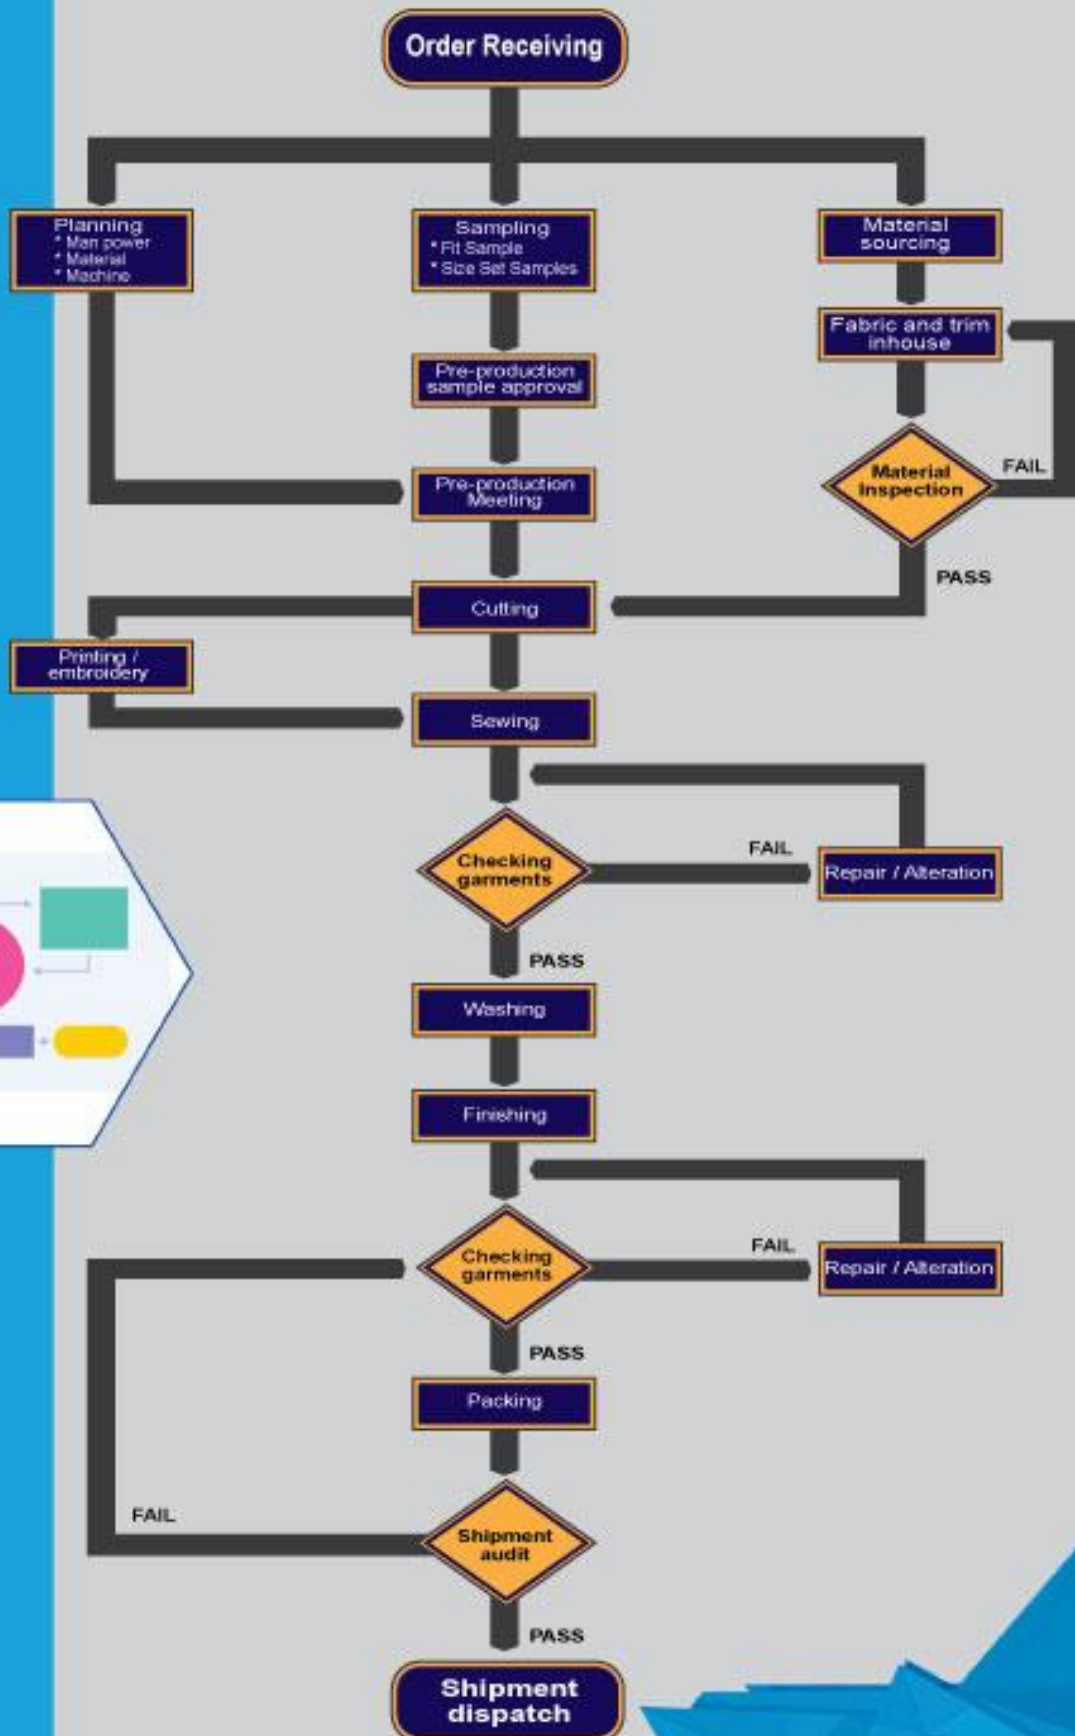 Order Receiving
Planning
* Man power
* Material
* Machine
Sampling
* Fit Sample
* Size Set Samples
Material
sourcing
Fabric and trim
inhouse
Pre-production
sample approval
Material
Inspection
FAIL
Pre-production
Meeting
PASS
Cutting
Printing /
embroidery
Sewing
Checking
garments
FAIL
Repair / Alteration
PASS
Washing
Finishing
Checking
garments
FAIL
Repair / Alteration
PASS
Packing
FAIL
Shipment
audit
PASS
Shipment
dispatch